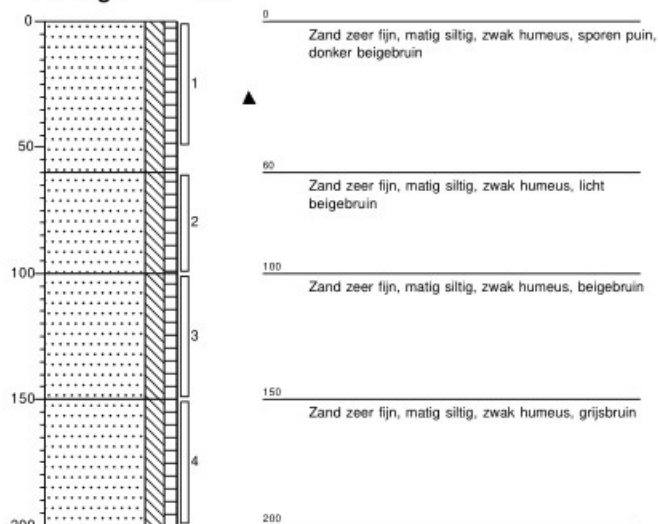 0
50
100
150
200
1
2
3
4
0
Zand zeer fijn, matig siltig, zwak humeus, sporen puin,
donker beigebruin
60
Zand zeer fijn, matig siltig, zwak humeus, licht
beigebruin
100
Zand zeer fijn, matig siltig, zwak humeus, beigebruin
150
Zand zeer fijn, matig siltig, zwak humeus, grijsbruin
200